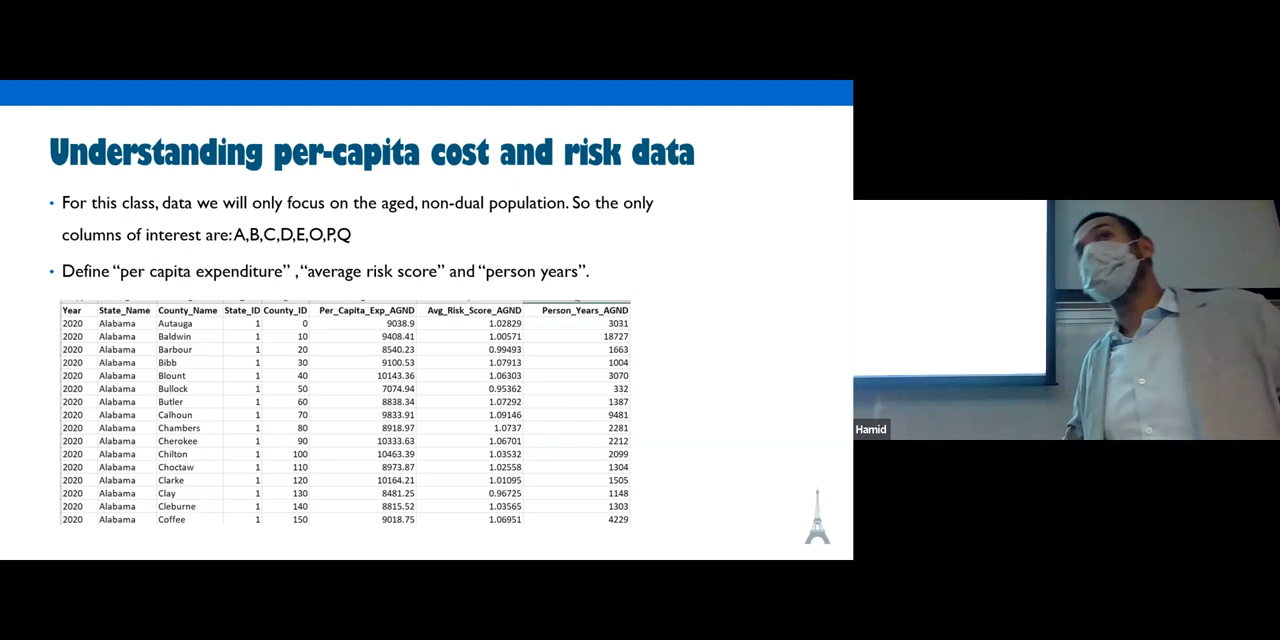 Understanding per-capita cost and risk data
• For this class, data we will only focus on the aged, non-dual population. So the only
columns of interest are: A,B,C,D,E,O,P,Q
• Define “per capita expenditure” , “average risk score” and “person years”.
Year State_Name County_Name State_ID County_ID Per_Capita_Exp_AGND Avg_Risk_Score_AGND Person_Years_AGND
2020 Alabama Autauga 1 0 9038.9 1.02829 3031
2020 Alabama Baldwin 1 10 9408.41 1.00571 18727
2020 Alabama Barbour 1 20 8540.23 0.99493 1663
2020 Alabama Bibb 1 30 9100.53 1.07913 1004
2020 Alabama Blount 1 40 10143.36 1.06303 3070
2020 Alabama Bullock 1 50 7074.94 0.95362 332
2020 Alabama Butler 1 60 8838.34 1.07292 1387
2020 Alabama Calhoun 1 70 9833.91 1.09146 9481
2020 Alabama Chambers 1 80 8918.97 1.0737 2281
2020 Alabama Cherokee 1 90 10333.63 1.06701 2212
2020 Alabama Chilton 1 100 10463.39 1.03532 2099
2020 Alabama Choctaw 1 110 8973.87 1.02558 1304
2020 Alabama Clarke 1 120 10164.21 1.01095 1505
2020 Alabama Clay 1 130 8481.25 0.96725 1148
2020 Alabama Cleburne 1 140 8815.52 1.03565 1303
2020 Alabama Coffee 1 150 9018.75 1.06951 4229
Hamid